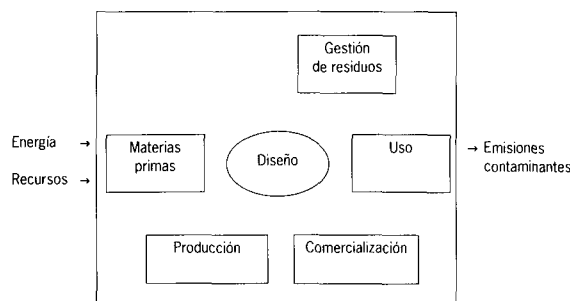 Gestión
de residuos
Energía →
Materias
primas
Diseño
Uso
→ Emisiones
contaminantes
Recursos →
Producción
Comercialización